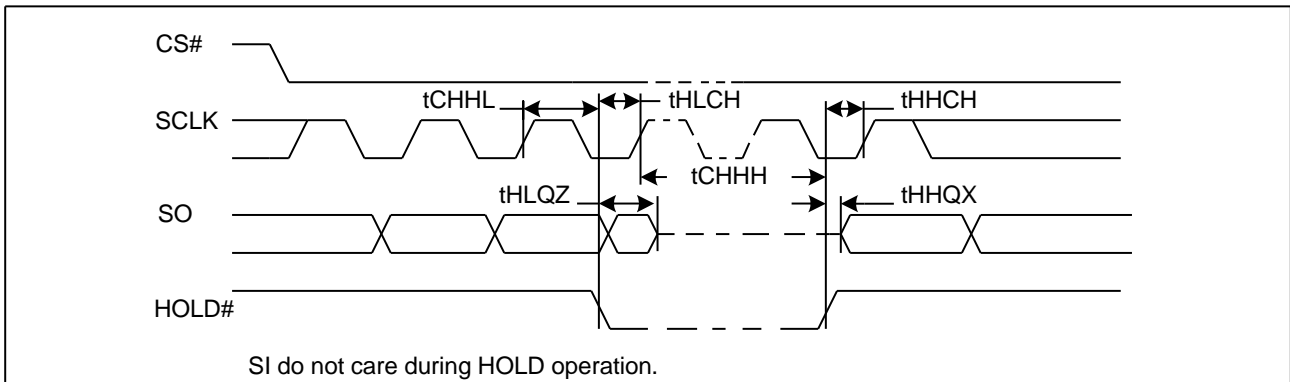 CS#
tCHHL
tHLCH
tHHCH
SCLK
tCHHH
tHLQZ
tHHQX
SO
HOLD#
SI do not care during HOLD operation.